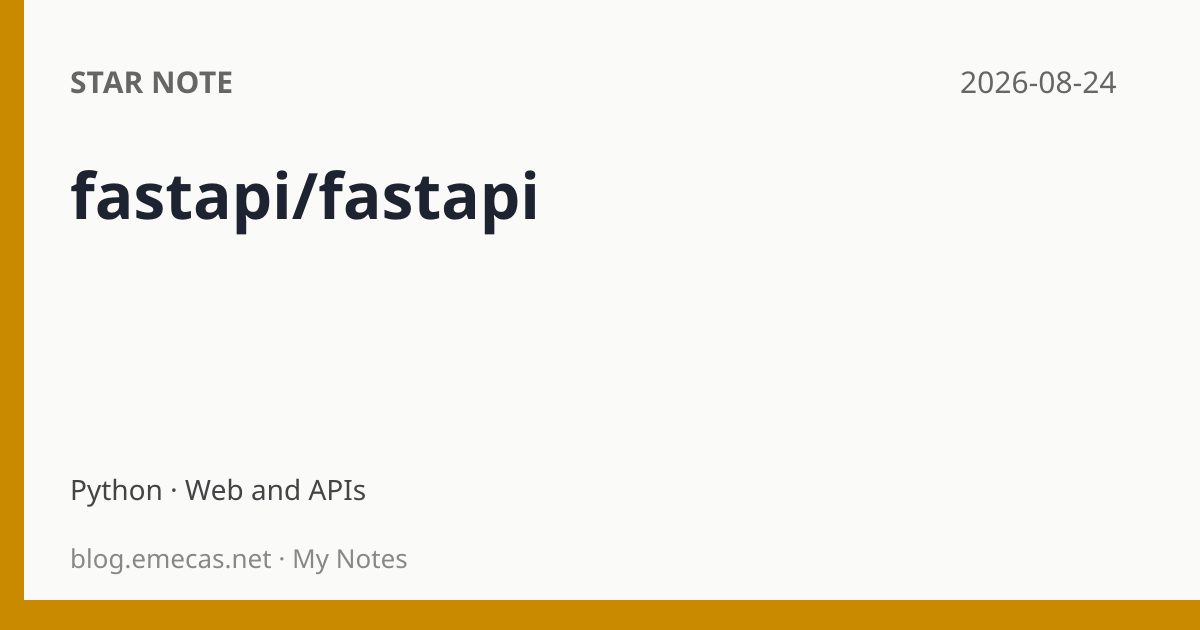 STAR NOTE
2026-08-24
fastapi/fastapi
Python · Web and APIs
blog.emecas.net · My Notes